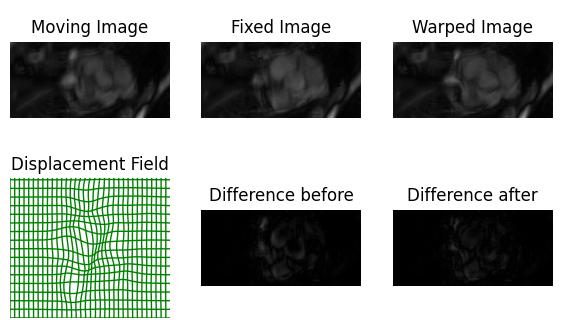 Moving Image
Fixed Image
Warped Image
Displacement Field
Difference before
Difference after